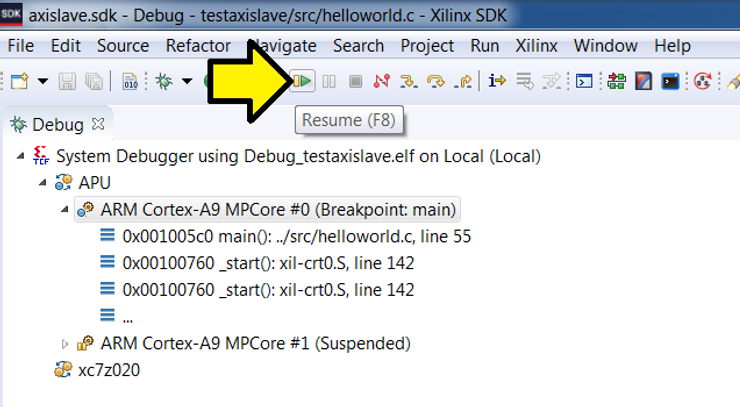 SDK axislave.sdk - Debug - testaxislave/src/helloworld.c - Xilinx SDK
File Edit Source Refactor Navigate Search Project Run Xilinx Window Help
010
Resume (F8)
Debug
TCF System Debugger using Debug_testaxislave.elf on Local (Local)
APU
ARM Cortex-A9 MPCore #0 (Breakpoint: main)
0x001005c0 main(): ../src/helloworld.c, line 55
0x00100760 _start(): xil-crt0.S, line 142
0x00100760 _start(): xil-crt0.S, line 142
...
ARM Cortex-A9 MPCore #1 (Suspended)
xc7z020